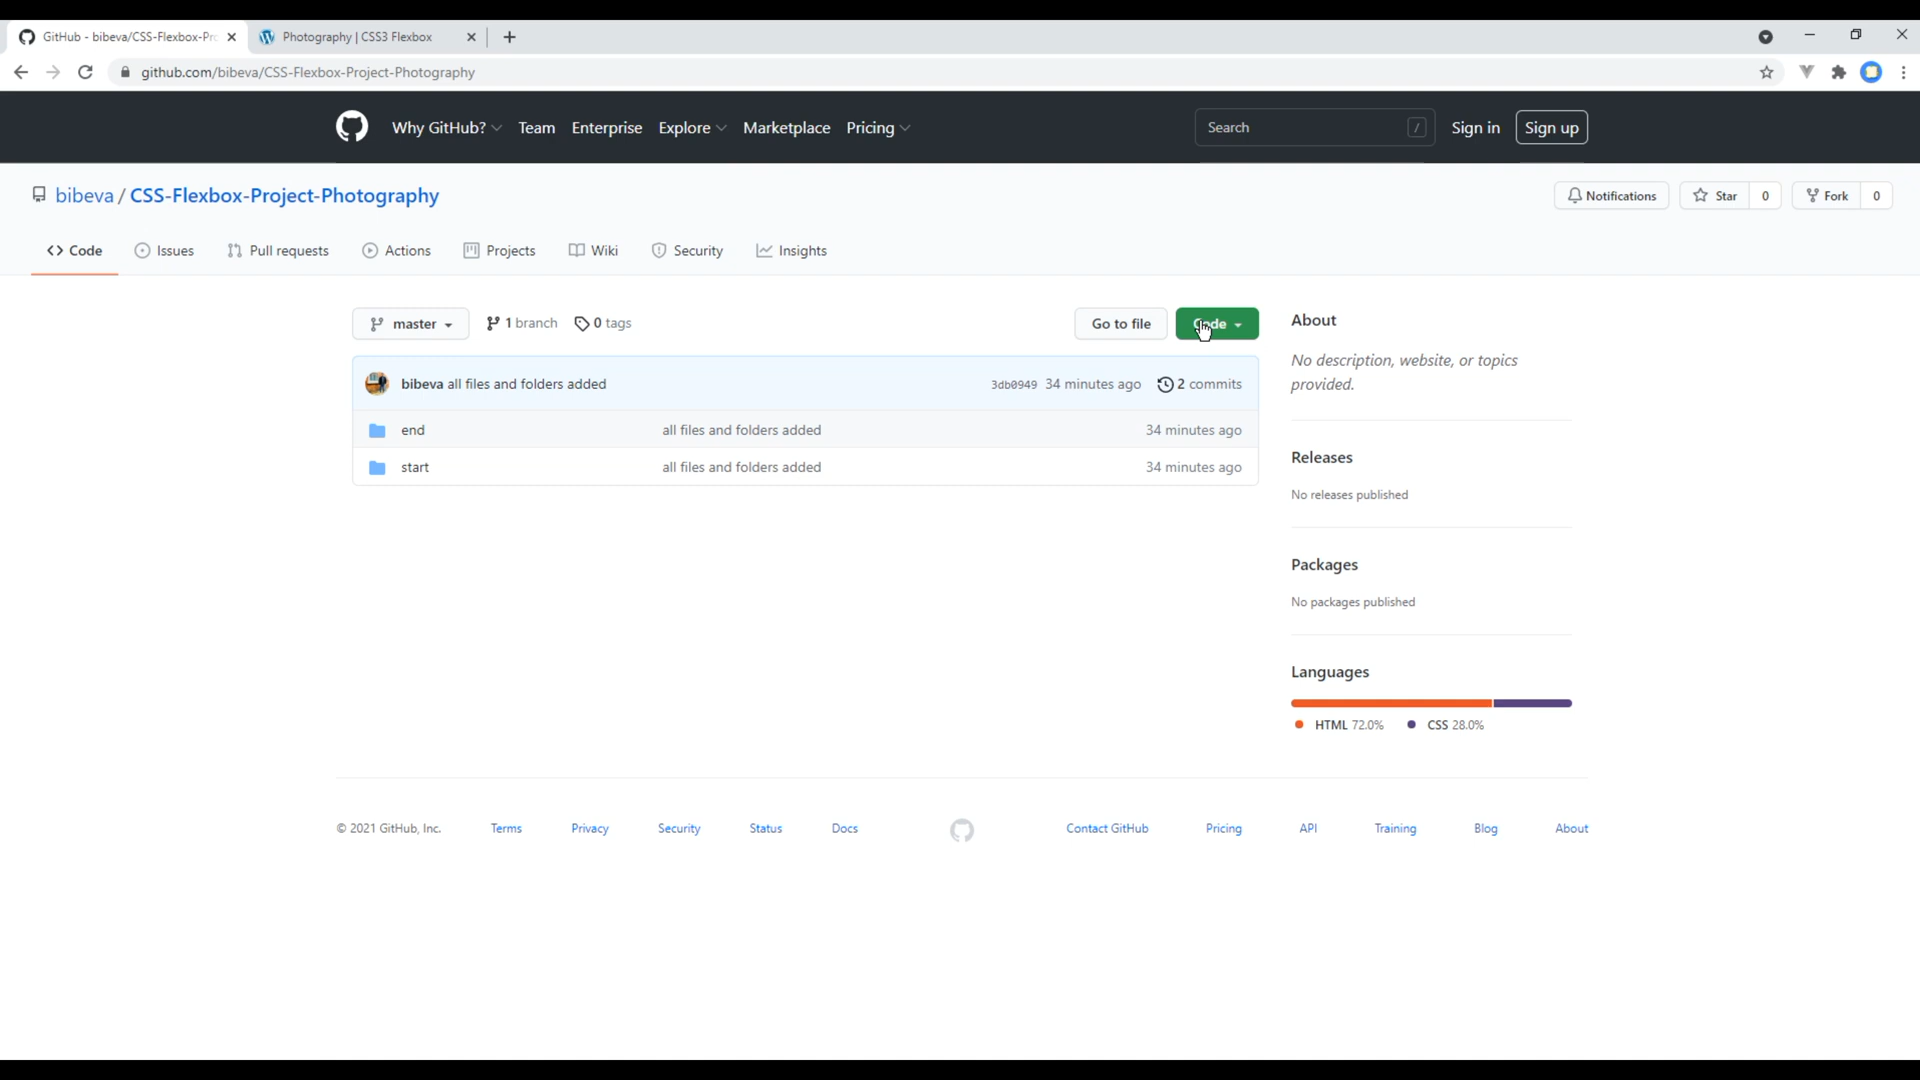 GitHub - bibeva/CSS-Flexbox-Pro
Photography | CSS3 Flexbox
github.com/bibeva/CSS-Flexbox-Project-Photography
Why GitHub? Team Enterprise Explore Marketplace Pricing
Search /
Sign in Sign up
bibeva / CSS-Flexbox-Project-Photography
Notifications Star 0 Fork 0
Code Issues Pull requests Actions Projects Wiki Security Insights
master 1 branch 0 tags Go to file Code
bibeva all files and folders added 3db0949 34 minutes ago 2 commits
end all files and folders added 34 minutes ago
start all files and folders added 34 minutes ago
About
No description, website, or topics
provided.
Releases
No releases published
Packages
No packages published
Languages
HTML 72.0% CSS 28.0%
© 2021 GitHub, Inc. Terms Privacy Security Status Docs Contact GitHub Pricing API Training Blog About